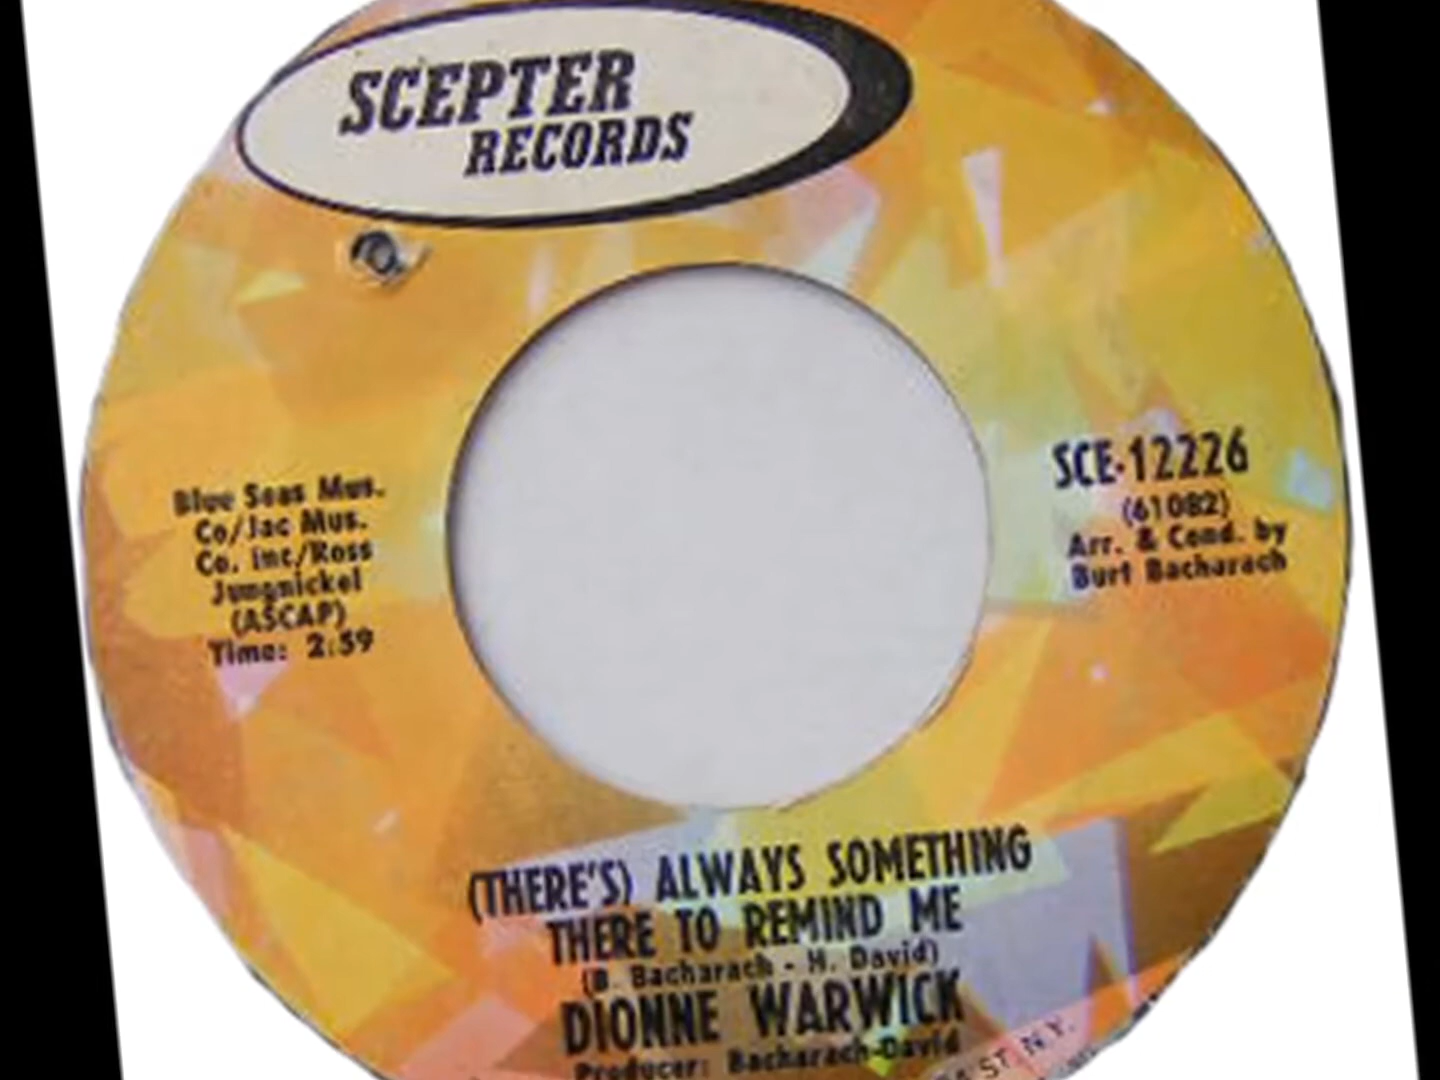 SCEPTER
RECORDS
Blue Seas Mus.
Co/Jac Mus.
Co. Inc/Ross
Jungnickel
(ASCAP)
Time: 2:59
SCE-12226
(61082)
Arr. & Cond. by
Burt Bacharach
(THERE'S) ALWAYS SOMETHING
THERE TO REMIND ME
(B. Bacharach - H. David)
DIONNE WARWICK
Producer: Bacharach-David
ST. N.Y.